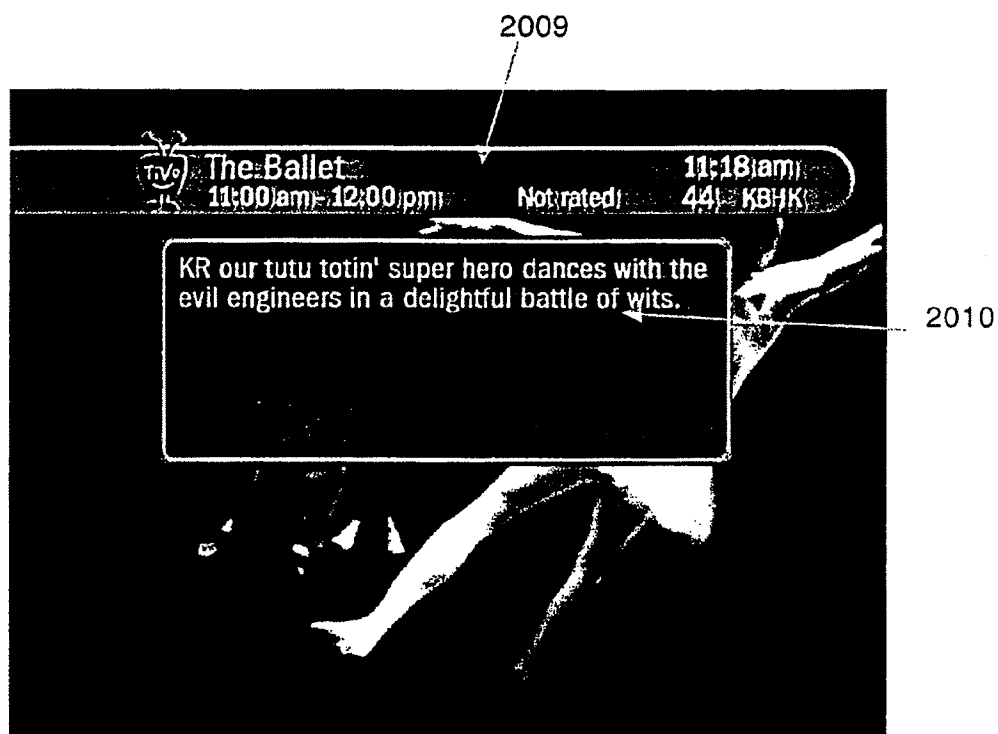 2009
TiVo The Ballet 11:18 am
11:00 am - 12:00 pm Not rated 44 KBHK
KR our tutu totin' super hero dances with the
evil engineers in a delightful battle of wits.
2010